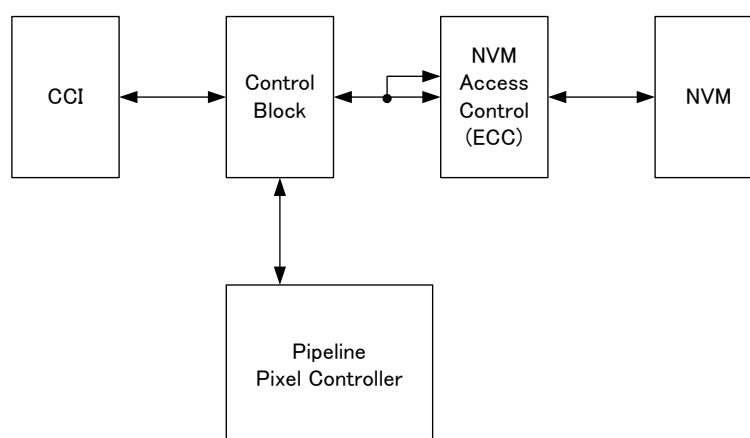 CCI
Control
Block
NVM
Access
Control
(ECC)
NVM
Pipeline
Pixel Controller